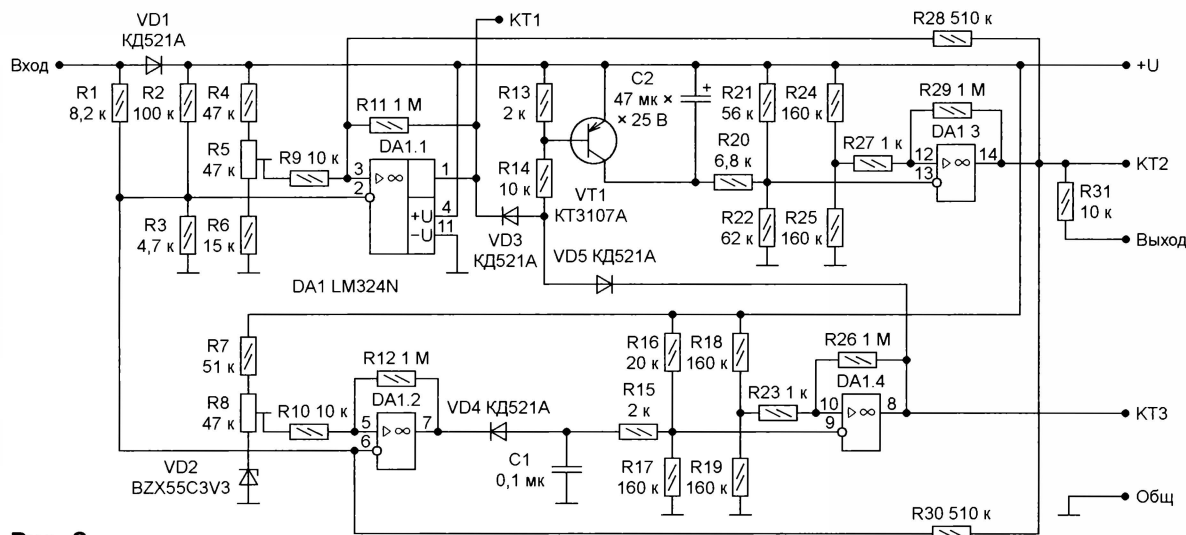 VD1
КД521А
Вход
R1
8,2 к
R2
100 к
R3
4,7 к
R4
47 к
R5
47 к
R6
15 к
R9 10 к
R11 1 М
DA1.1
3
2
▷ ∞
1
+U
4
−U
11
КТ1
DA1 LM324N
R13
2 к
R14
10 к
VD3
КД521А
VT1
КТ3107А
C2
47 мк ×
× 25 В
+
R20
6,8 к
R21
56 к
R22
62 к
R24
160 к
R25
160 к
R27 1 к
R28 510 к
R29 1 М
DA1.3
12
13
▷ ∞
14
+U
КТ2
R31
10 к
Выход
VD5 КД521А
R7
51 к
R8
47 к
VD2
BZX55C3V3
R10 10 к
R12 1 М
DA1.2
5
6
▷ ∞
7
VD4 КД521А
C1
0,1 мк
R15
2 к
R16
20 к
R17
160 к
R18
160 к
R19
160 к
R23 1 к
R26 1 М
DA1.4
10
9
▷ ∞
8
КТ3
Общ
R30 510 к